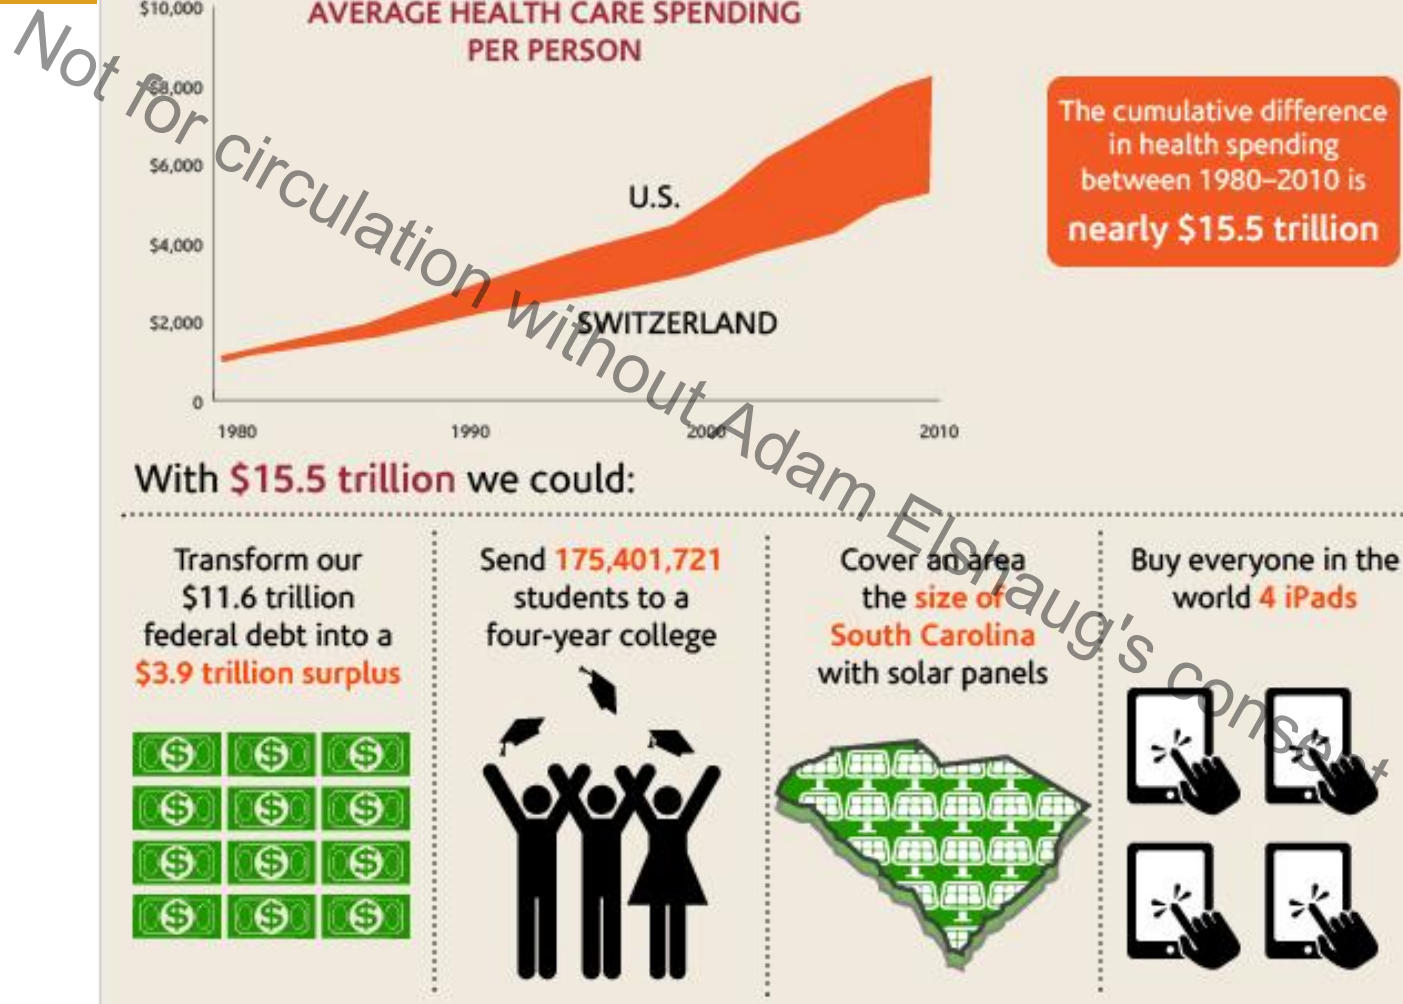 $10,000
AVERAGE HEALTH CARE SPENDING
PER PERSON
$8,000
$6,000
$4,000
$2,000
0
U.S.
SWITZERLAND
1980 1990 2000 2010
The cumulative difference
in health spending
between 1980–2010 is
nearly $15.5 trillion
With $15.5 trillion we could:
Transform our
$11.6 trillion
federal debt into a
$3.9 trillion surplus
Send 175,401,721
students to a
four-year college
Cover an area
the size of
South Carolina
with solar panels
Buy everyone in the
world 4 iPads
Not for circulation without Adam Elshaug's consent